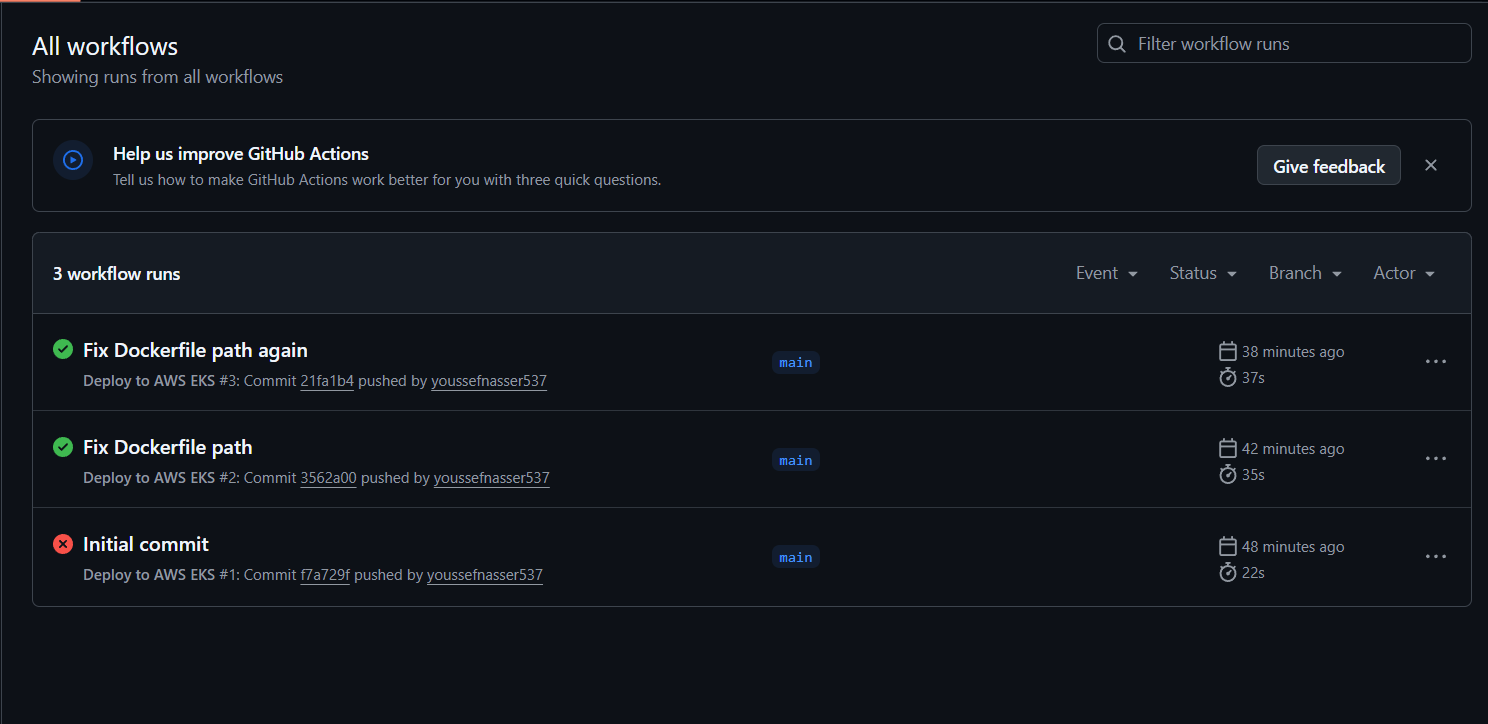 All workflows
Showing runs from all workflows
Filter workflow runs
Help us improve GitHub Actions
Tell us how to make GitHub Actions work better for you with three quick questions.
Give feedback
3 workflow runs
Event
Status
Branch
Actor
Fix Dockerfile path again
Deploy to AWS EKS #3: Commit 21fa1b4 pushed by youssefnasser537
main
38 minutes ago
37s
Fix Dockerfile path
Deploy to AWS EKS #2: Commit 3562a00 pushed by youssefnasser537
main
42 minutes ago
35s
Initial commit
Deploy to AWS EKS #1: Commit f7a729f pushed by youssefnasser537
main
48 minutes ago
22s